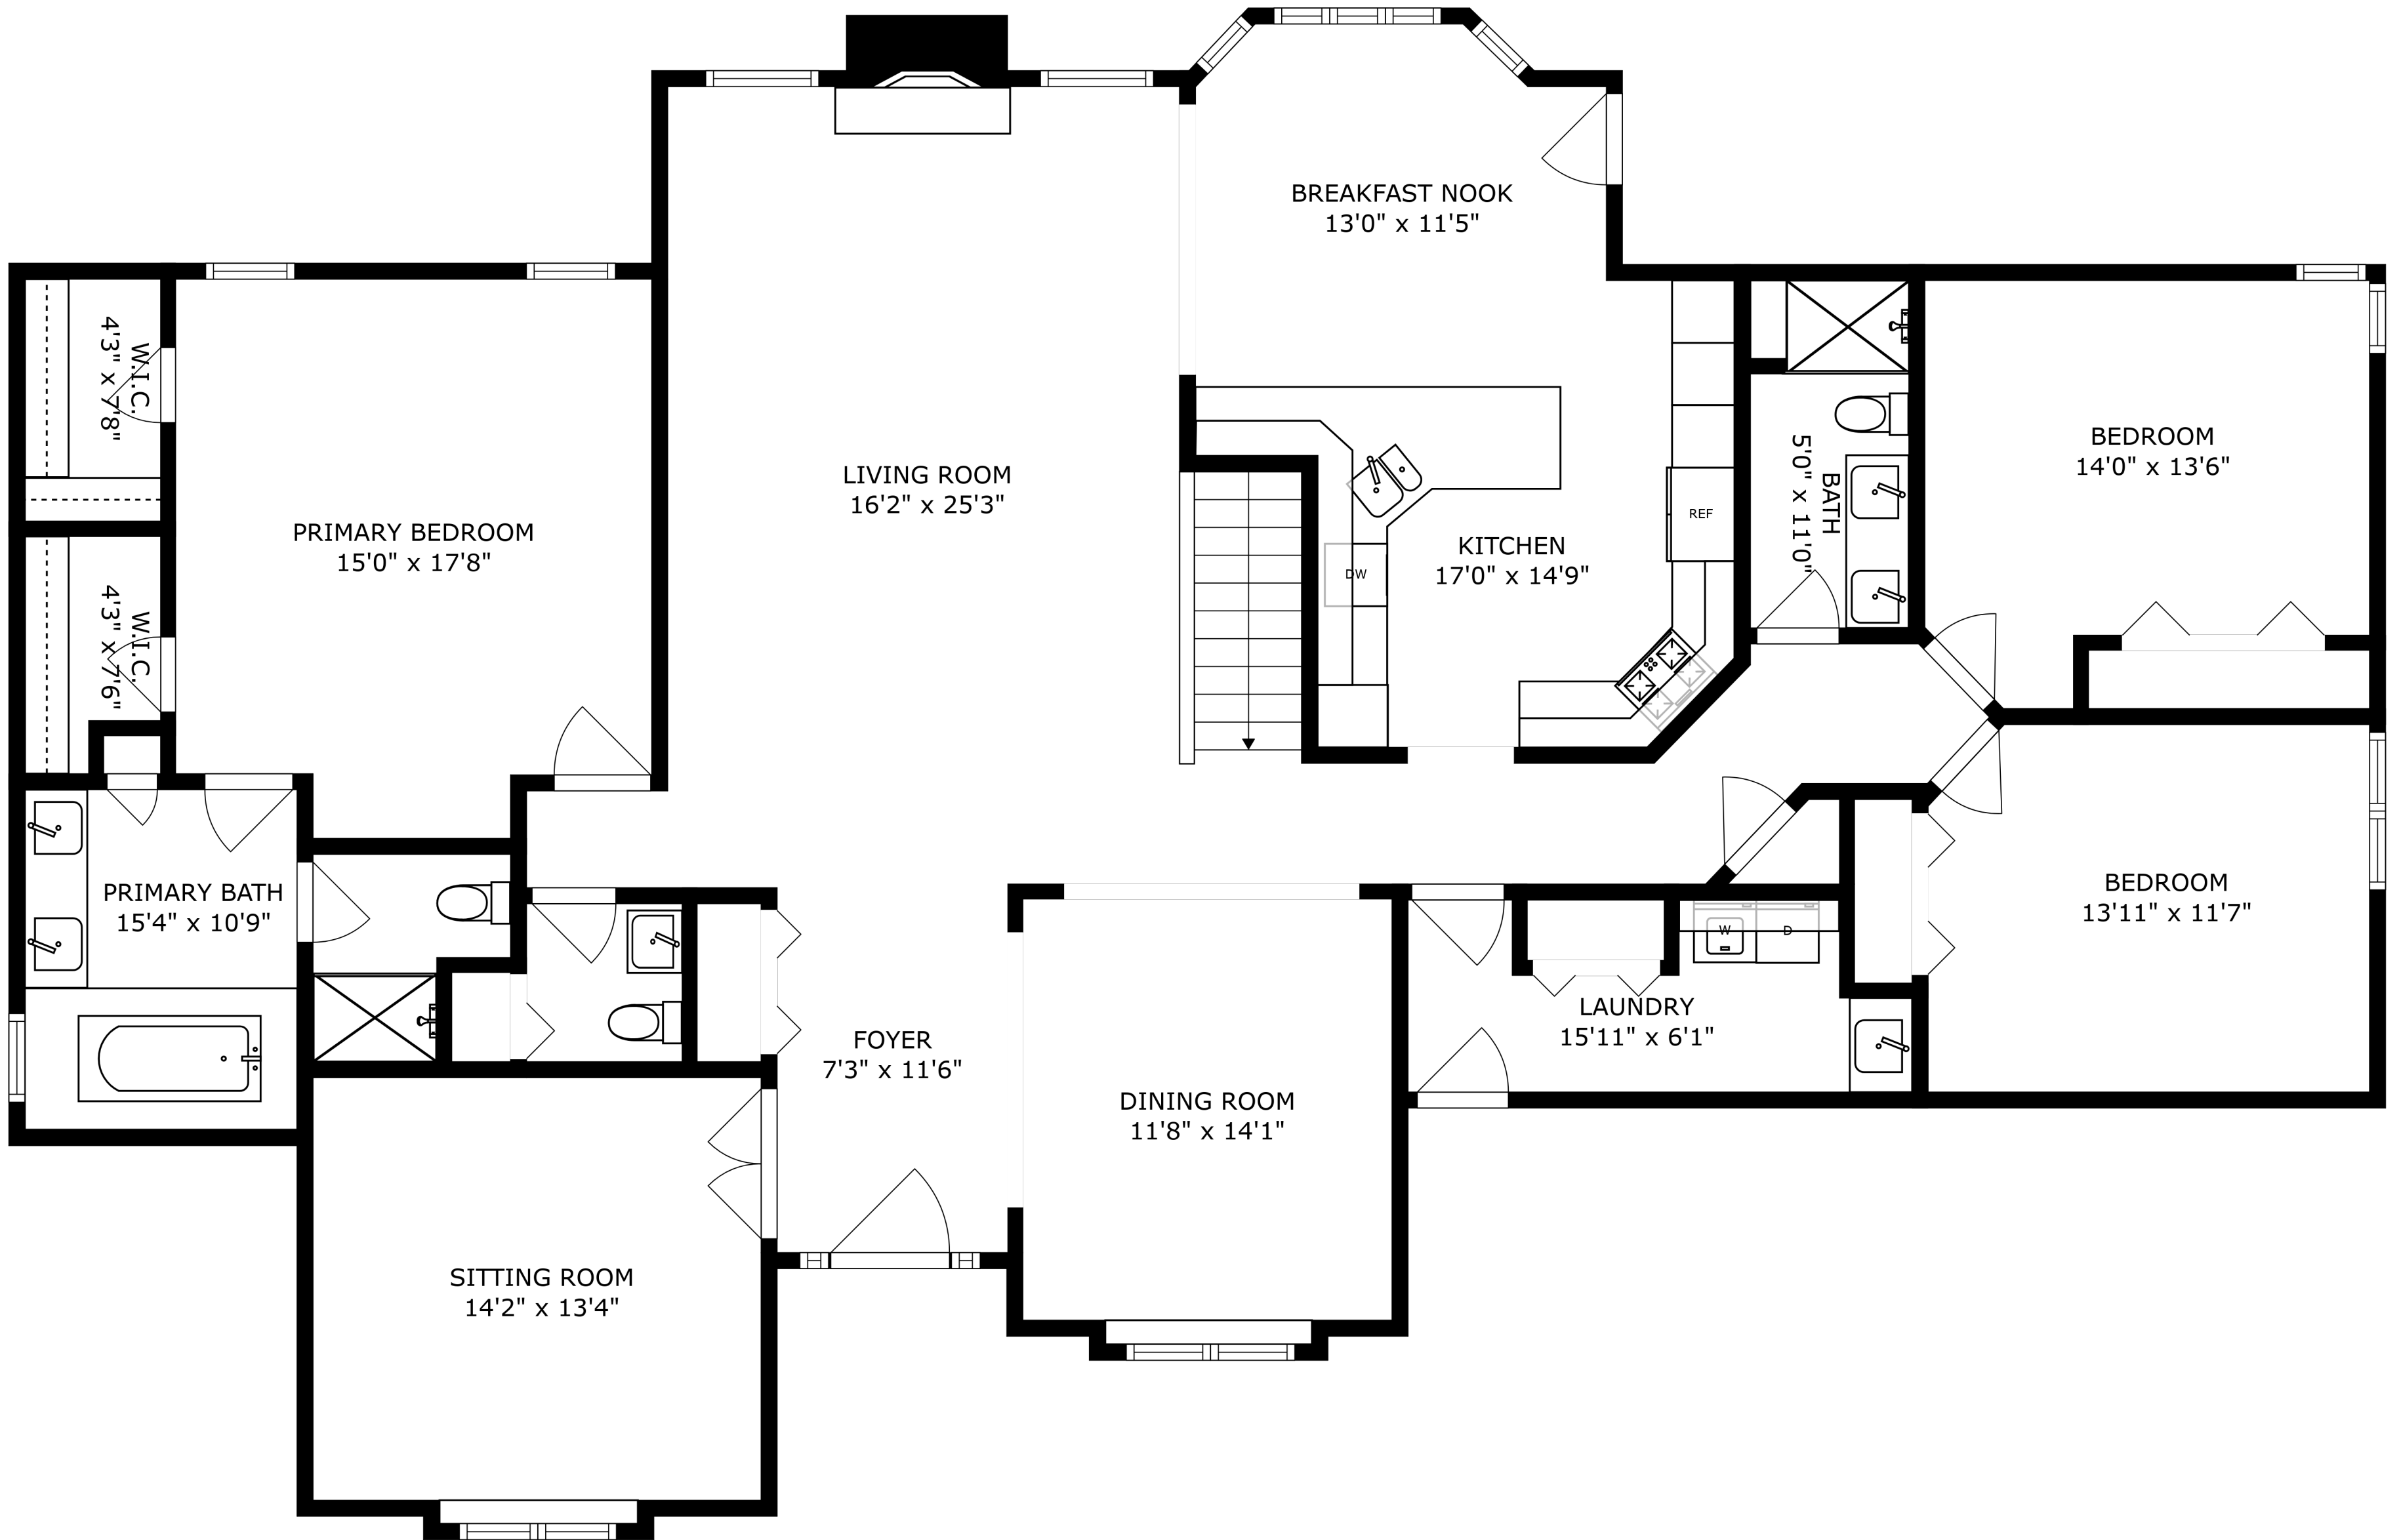 BREAKFAST NOOK
13'0" x 11'5"
W.I.C.
4'3" x 7'8"
BEDROOM
14'0" x 13'6"
LIVING ROOM
16'2" x 25'3"
BATH
5'0" x 11'0"
REF
PRIMARY BEDROOM
15'0" x 17'8"
KITCHEN
17'0" x 14'9"
DW
W.I.C.
4'3" x 7'6"
PRIMARY BATH
15'4" x 10'9"
BEDROOM
13'11" x 11'7"
W
D
LAUNDRY
15'11" x 6'1"
FOYER
7'3" x 11'6"
DINING ROOM
11'8" x 14'1"
SITTING ROOM
14'2" x 13'4"